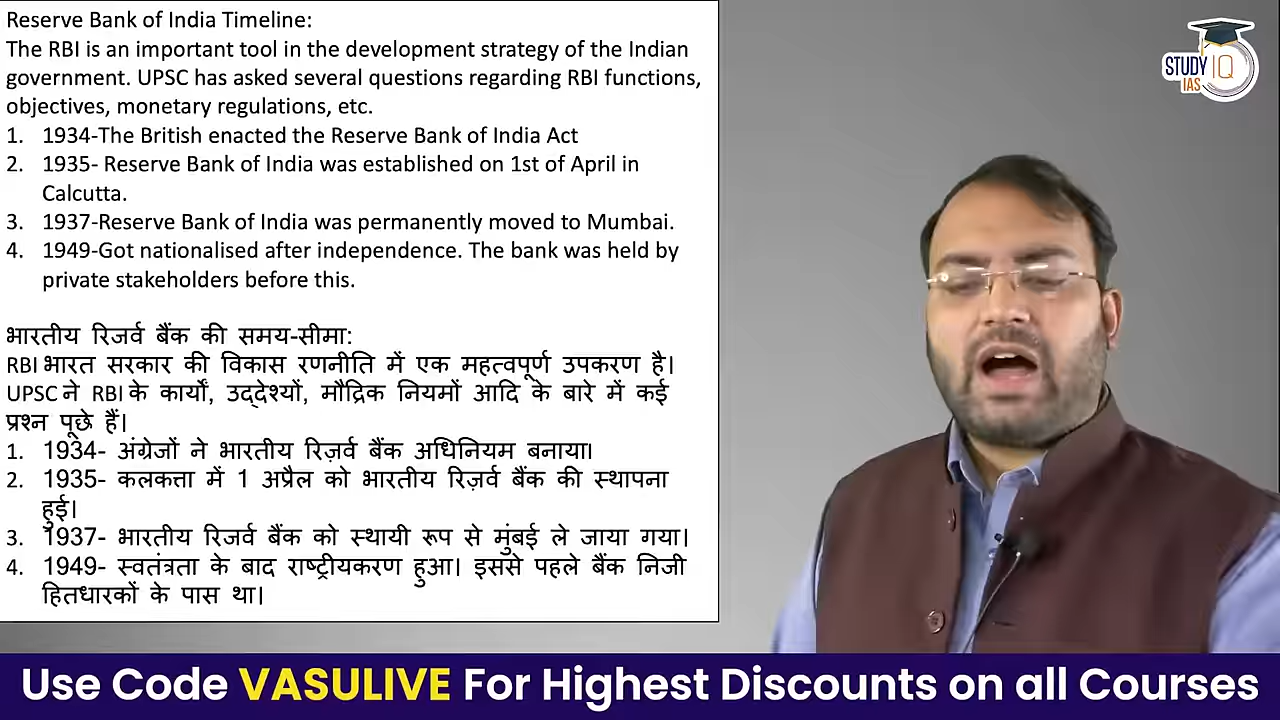 Reserve Bank of India Timeline:
The RBI is an important tool in the development strategy of the Indian
government. UPSC has asked several questions regarding RBI functions,
objectives, monetary regulations, etc.
1. 1934-The British enacted the Reserve Bank of India Act
2. 1935- Reserve Bank of India was established on 1st of April in
Calcutta.
3. 1937-Reserve Bank of India was permanently moved to Mumbai.
4. 1949-Got nationalised after independence. The bank was held by
private stakeholders before this.
भारतीय रिजर्व बैंक की समय-सीमा:
RBI भारत सरकार की विकास रणनीति में एक महत्वपूर्ण उपकरण है।
UPSC ने RBI के कार्यों, उद्देश्यों, मौद्रिक नियमों आदि के बारे में कई
प्रश्न पूछे हैं।
1. 1934- अंग्रेजों ने भारतीय रिज़र्व बैंक अधिनियम बनाया।
2. 1935- कलकत्ता में 1 अप्रैल को भारतीय रिज़र्व बैंक की स्थापना
हुई।
3. 1937- भारतीय रिजर्व बैंक को स्थायी रूप से मुंबई ले जाया गया।
4. 1949- स्वतंत्रता के बाद राष्ट्रीयकरण हुआ। इससे पहले बैंक निजी
हितधारकों के पास था।
STUDY IQ
IAS
Use Code VASULIVE For Highest Discounts on all Courses